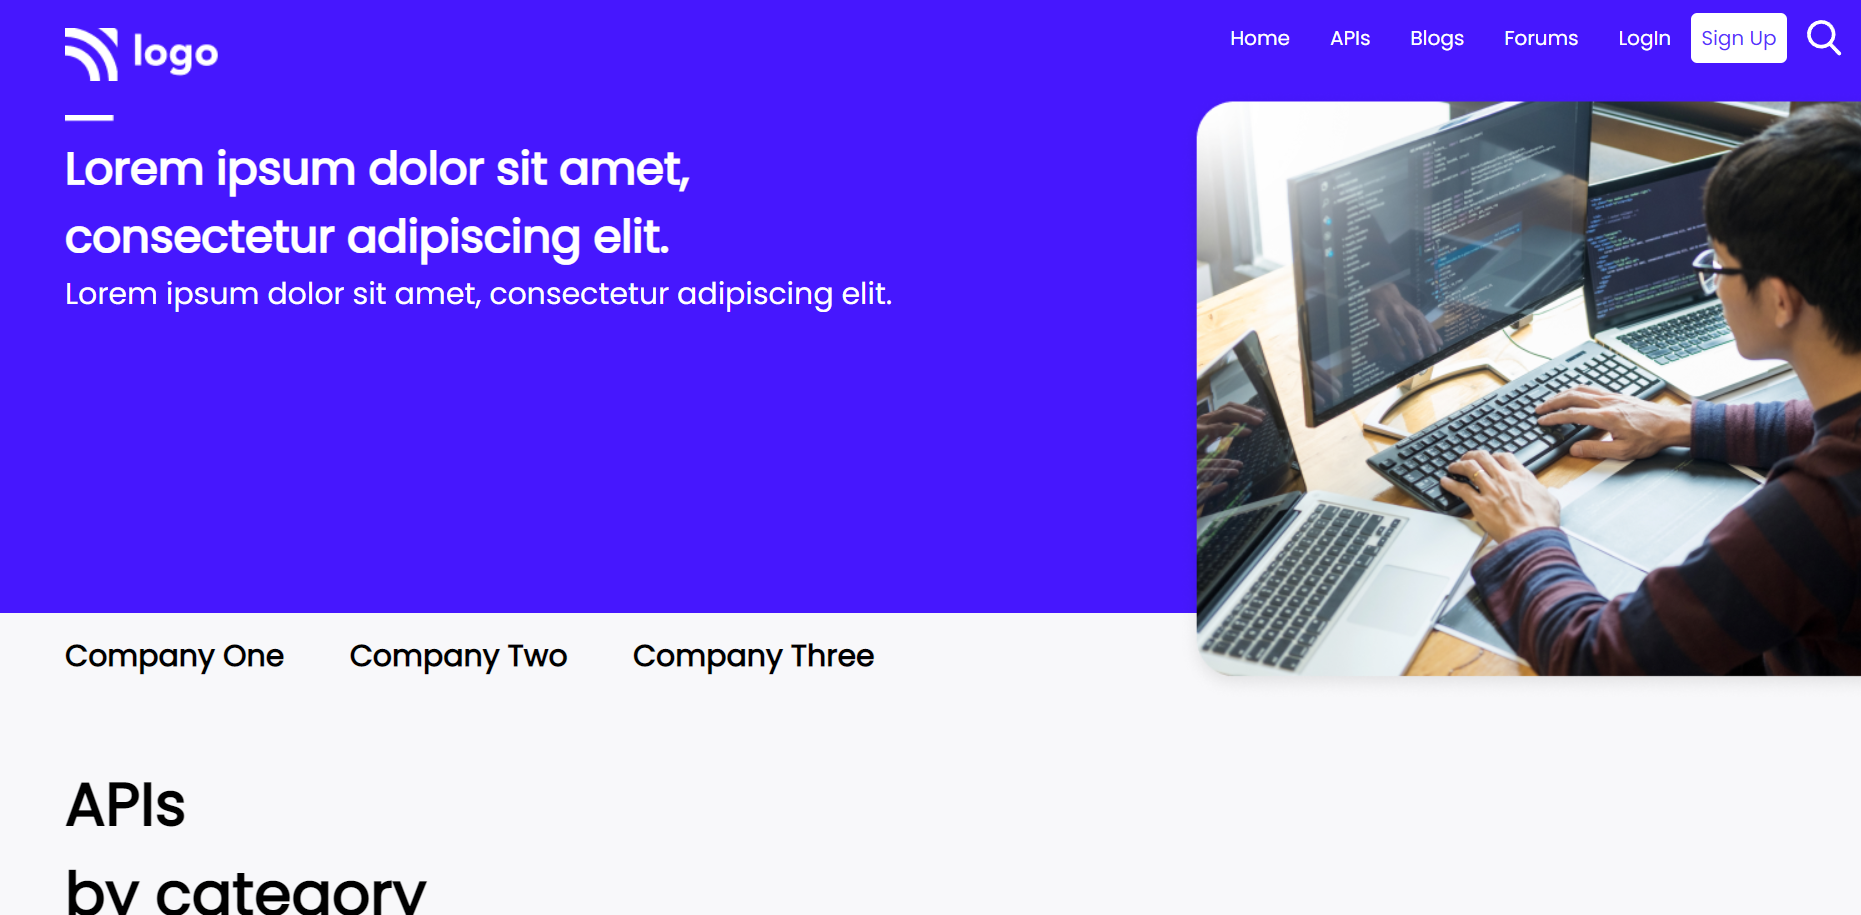 logo
Home APIs Blogs Forums LogIn Sign Up
Lorem ipsum dolor sit amet,
consectetur adipiscing elit.
Lorem ipsum dolor sit amet, consectetur adipiscing elit.
Company One Company Two Company Three
APIs
by category